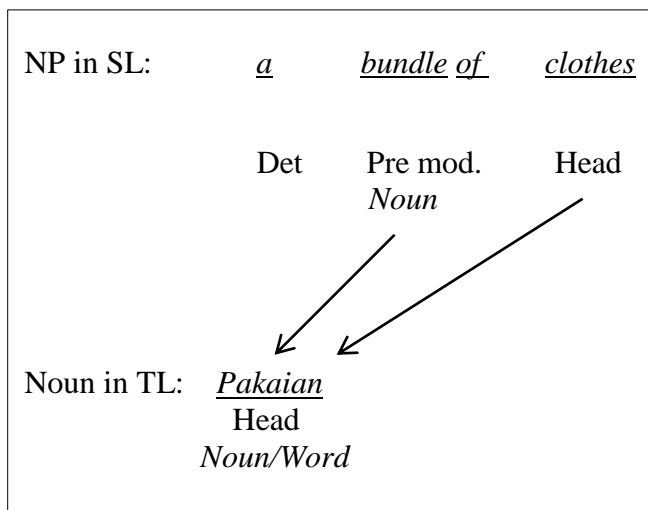 NP in SL: a bundle of clothes
Det Pre mod. Head
Noun
Noun in TL: Pakaian
Head
Noun/Word